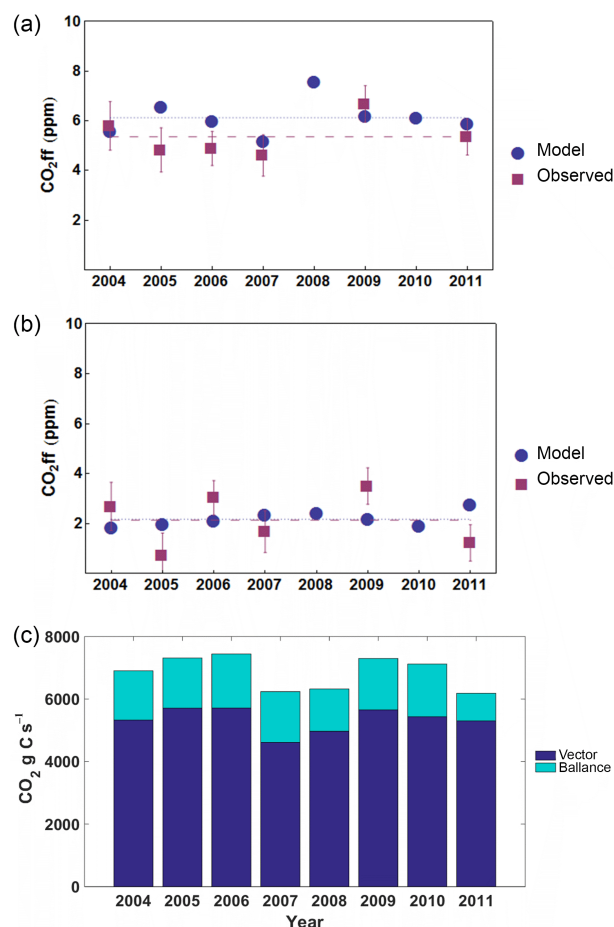 (a)
10
8
6
4
2
CO₂ff (ppm)
2004 2005 2006 2007 2008 2009 2010 2011
Model
Observed
(b)
10
8
6
4
2
CO₂ff (ppm)
2004 2005 2006 2007 2008 2009 2010 2011
Model
Observed
(c)
8000
6000
4000
2000
0
CO₂ g C s⁻¹
2004 2005 2006 2007 2008 2009 2010 2011
Year
Vector
Ballance